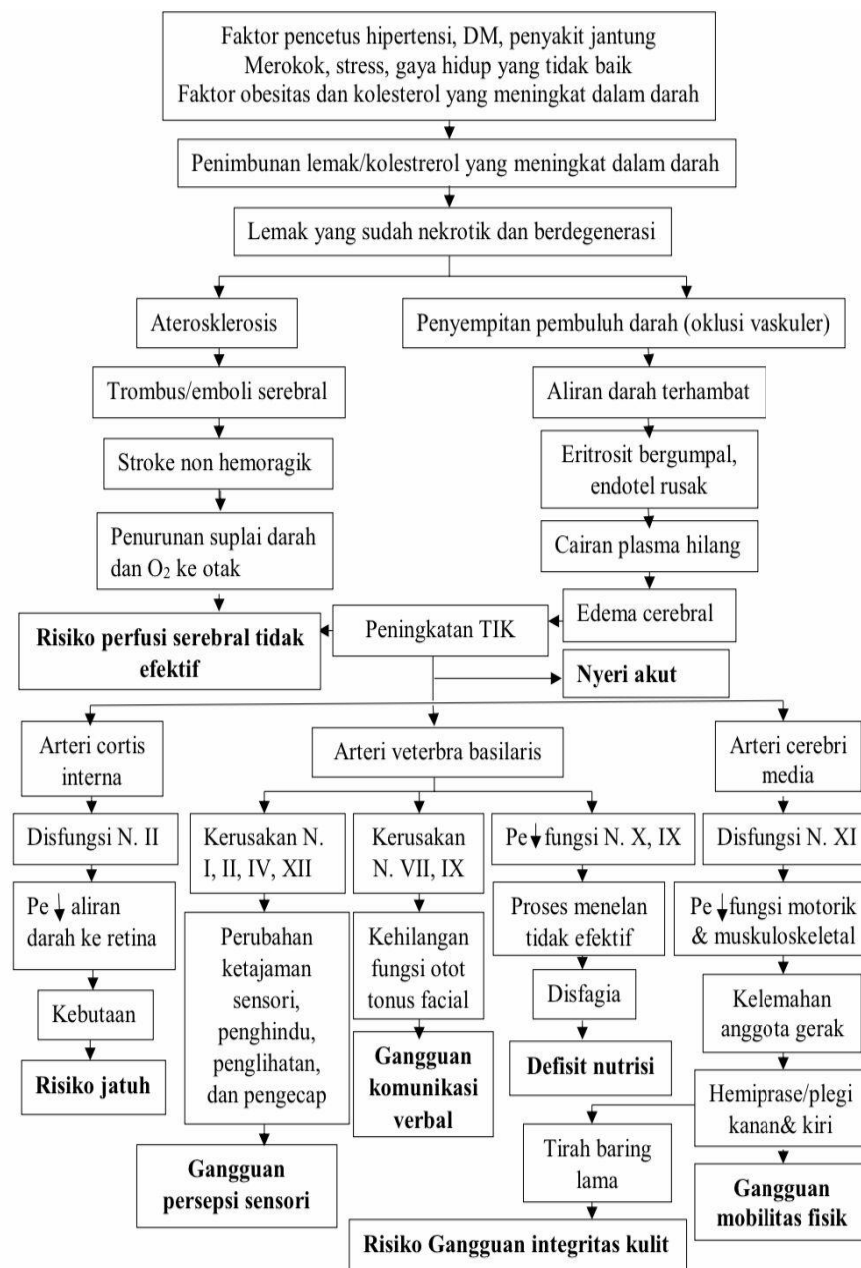 Faktor pencetus hipertensi, DM, penyakit jantung
Merokok, stress, gaya hidup yang tidak baik
Faktor obesitas dan kolesterol yang meningkat dalam darah
Penimbunan lemak/kolestrerol yang meningkat dalam darah
Lemak yang sudah nekrotik dan berdegenerasi
Aterosklerosis
Penyempitan pembuluh darah (oklusi vaskuler)
Trombus/emboli serebral
Aliran darah terhambat
Stroke non hemoragik
Eritrosit bergumpal,
endotel rusak
Penurunan suplai darah
dan O₂ ke otak
Cairan plasma hilang
Edema cerebral
Peningkatan TIK
Risiko perfusi serebral tidak
efektif
Nyeri akut
Arteri cortis
interna
Arteri veterbra basilaris
Arteri cerebri
media
Disfungsi N. II
Kerusakan N.
I, II, IV, XII
Kerusakan
N. VII, IX
Pe↓fungsi N. X, IX
Disfungsi N. XI
Pe↓ aliran
darah ke retina
Perubahan
ketajaman
sensori,
penghindu,
penglihatan,
dan pengecap
Kehilangan
fungsi otot
tonus facial
Proses menelan
tidak efektif
Pe↓fungsi motorik
& muskuloskeletal
Kebutaan
Disfagia
Kelemahan
anggota gerak
Risiko jatuh
Gangguan
komunikasi
verbal
Defisit nutrisi
Hemiprase/plegi
kanan& kiri
Gangguan
persepsi sensori
Tirah baring
lama
Gangguan
mobilitas fisik
Risiko Gangguan integritas kulit